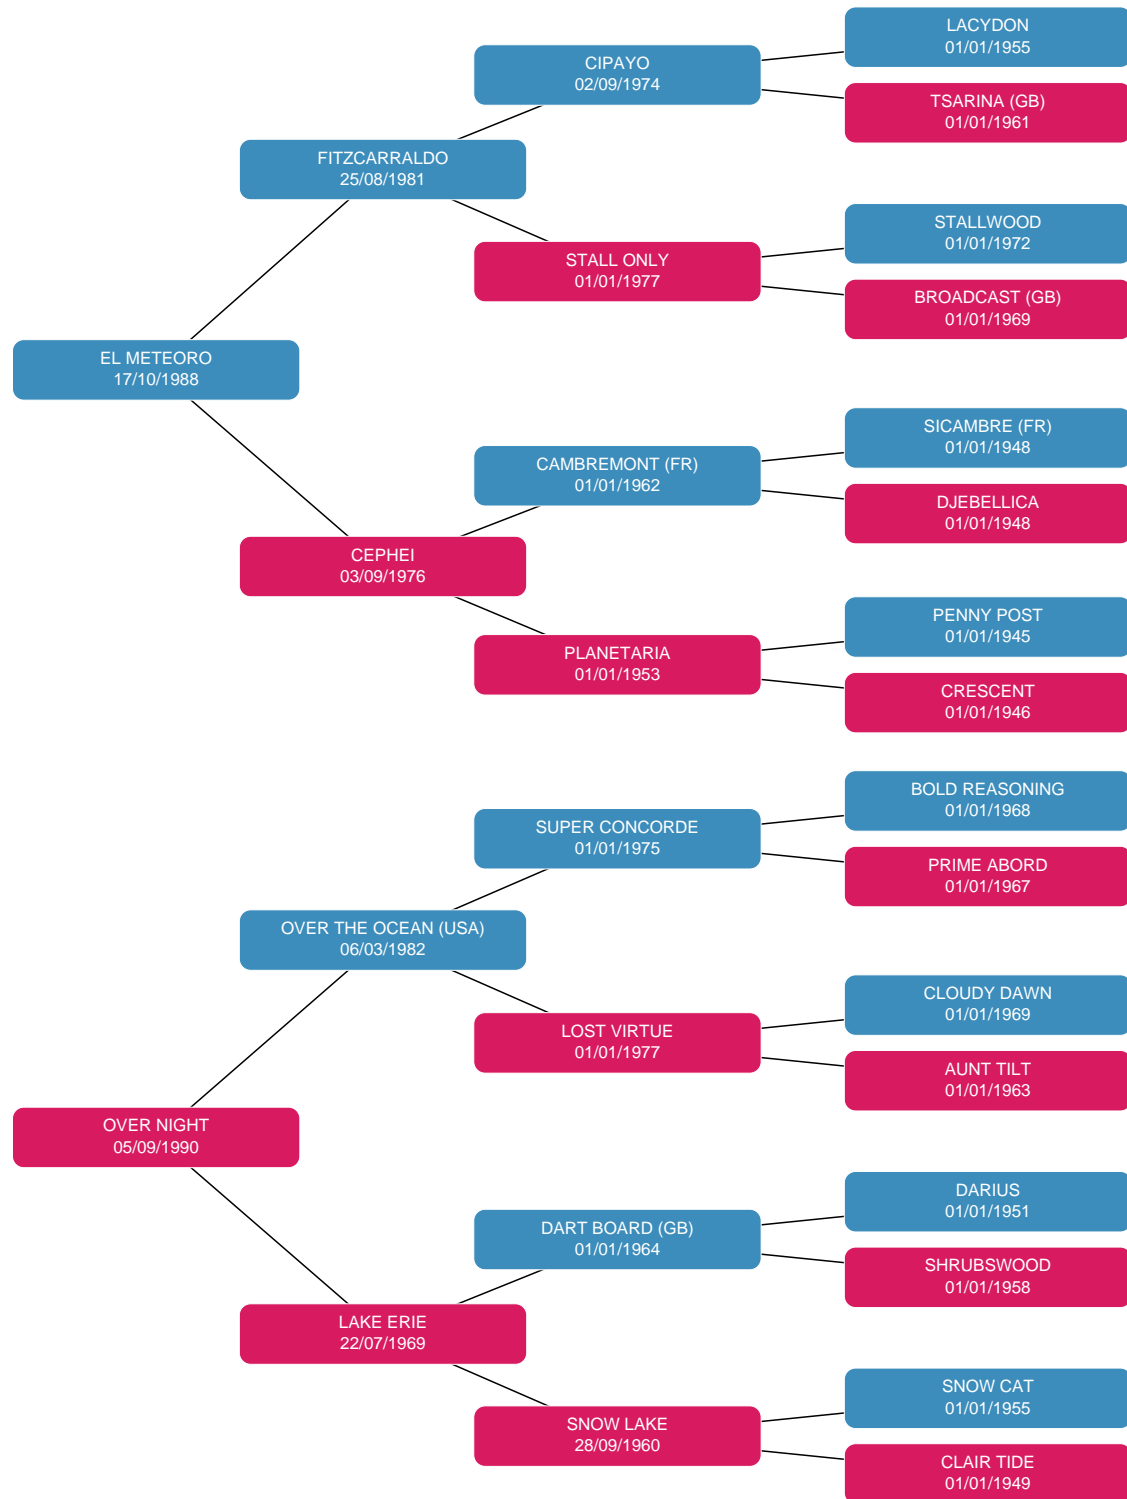 LACYDON
01/01/1955
CIPAYO
02/09/1974
TSARINA (GB)
01/01/1961
FITZCARRALDO
25/08/1981
STALLWOOD
01/01/1972
STALL ONLY
01/01/1977
BROADCAST (GB)
01/01/1969
EL METEORO
17/10/1988
SICAMBRE (FR)
01/01/1948
CAMBREMONT (FR)
01/01/1962
DJEBELLICA
01/01/1948
CEPHEI
03/09/1976
PENNY POST
01/01/1945
PLANETARIA
01/01/1953
CRESCENT
01/01/1946
BOLD REASONING
01/01/1968
SUPER CONCORDE
01/01/1975
PRIME ABORD
01/01/1967
OVER THE OCEAN (USA)
06/03/1982
CLOUDY DAWN
01/01/1969
LOST VIRTUE
01/01/1977
AUNT TILT
01/01/1963
OVER NIGHT
05/09/1990
DARIUS
01/01/1951
DART BOARD (GB)
01/01/1964
SHRUBSWOOD
01/01/1958
LAKE ERIE
22/07/1969
SNOW CAT
01/01/1955
SNOW LAKE
28/09/1960
CLAIR TIDE
01/01/1949